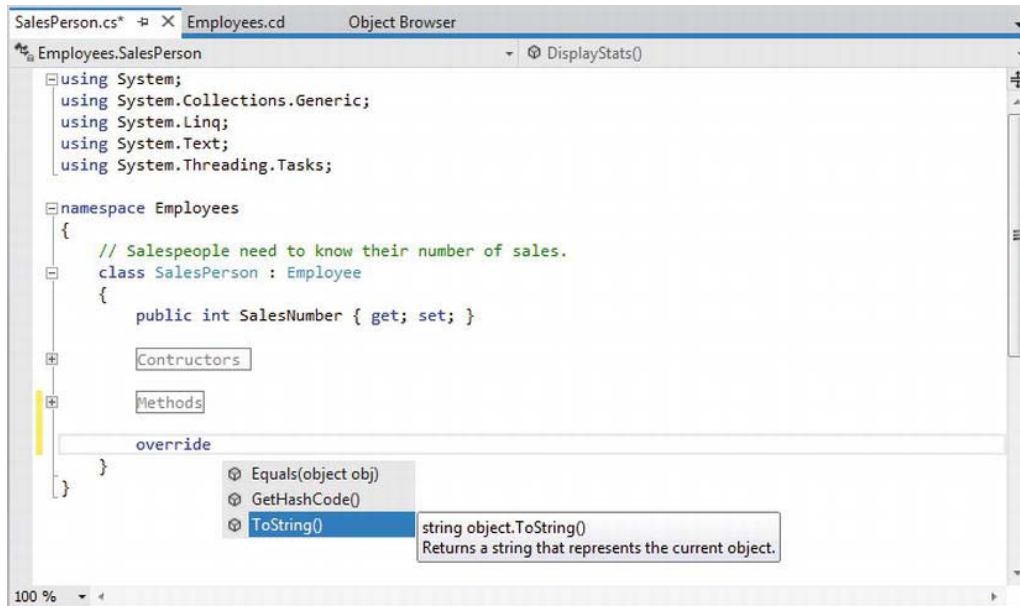 SalesPerson.cs* Employees.cd Object Browser
Employees.SalesPerson DisplayStats()
using System;
using System.Collections.Generic;
using System.Linq;
using System.Text;
using System.Threading.Tasks;
namespace Employees
{
// Salespeople need to know their number of sales.
class SalesPerson : Employee
{
public int SalesNumber { get; set; }
Contructors
Methods
override
}
}
Equals(object obj)
GetHashCode()
ToString()
string object.ToString()
Returns a string that represents the current object.
100 %